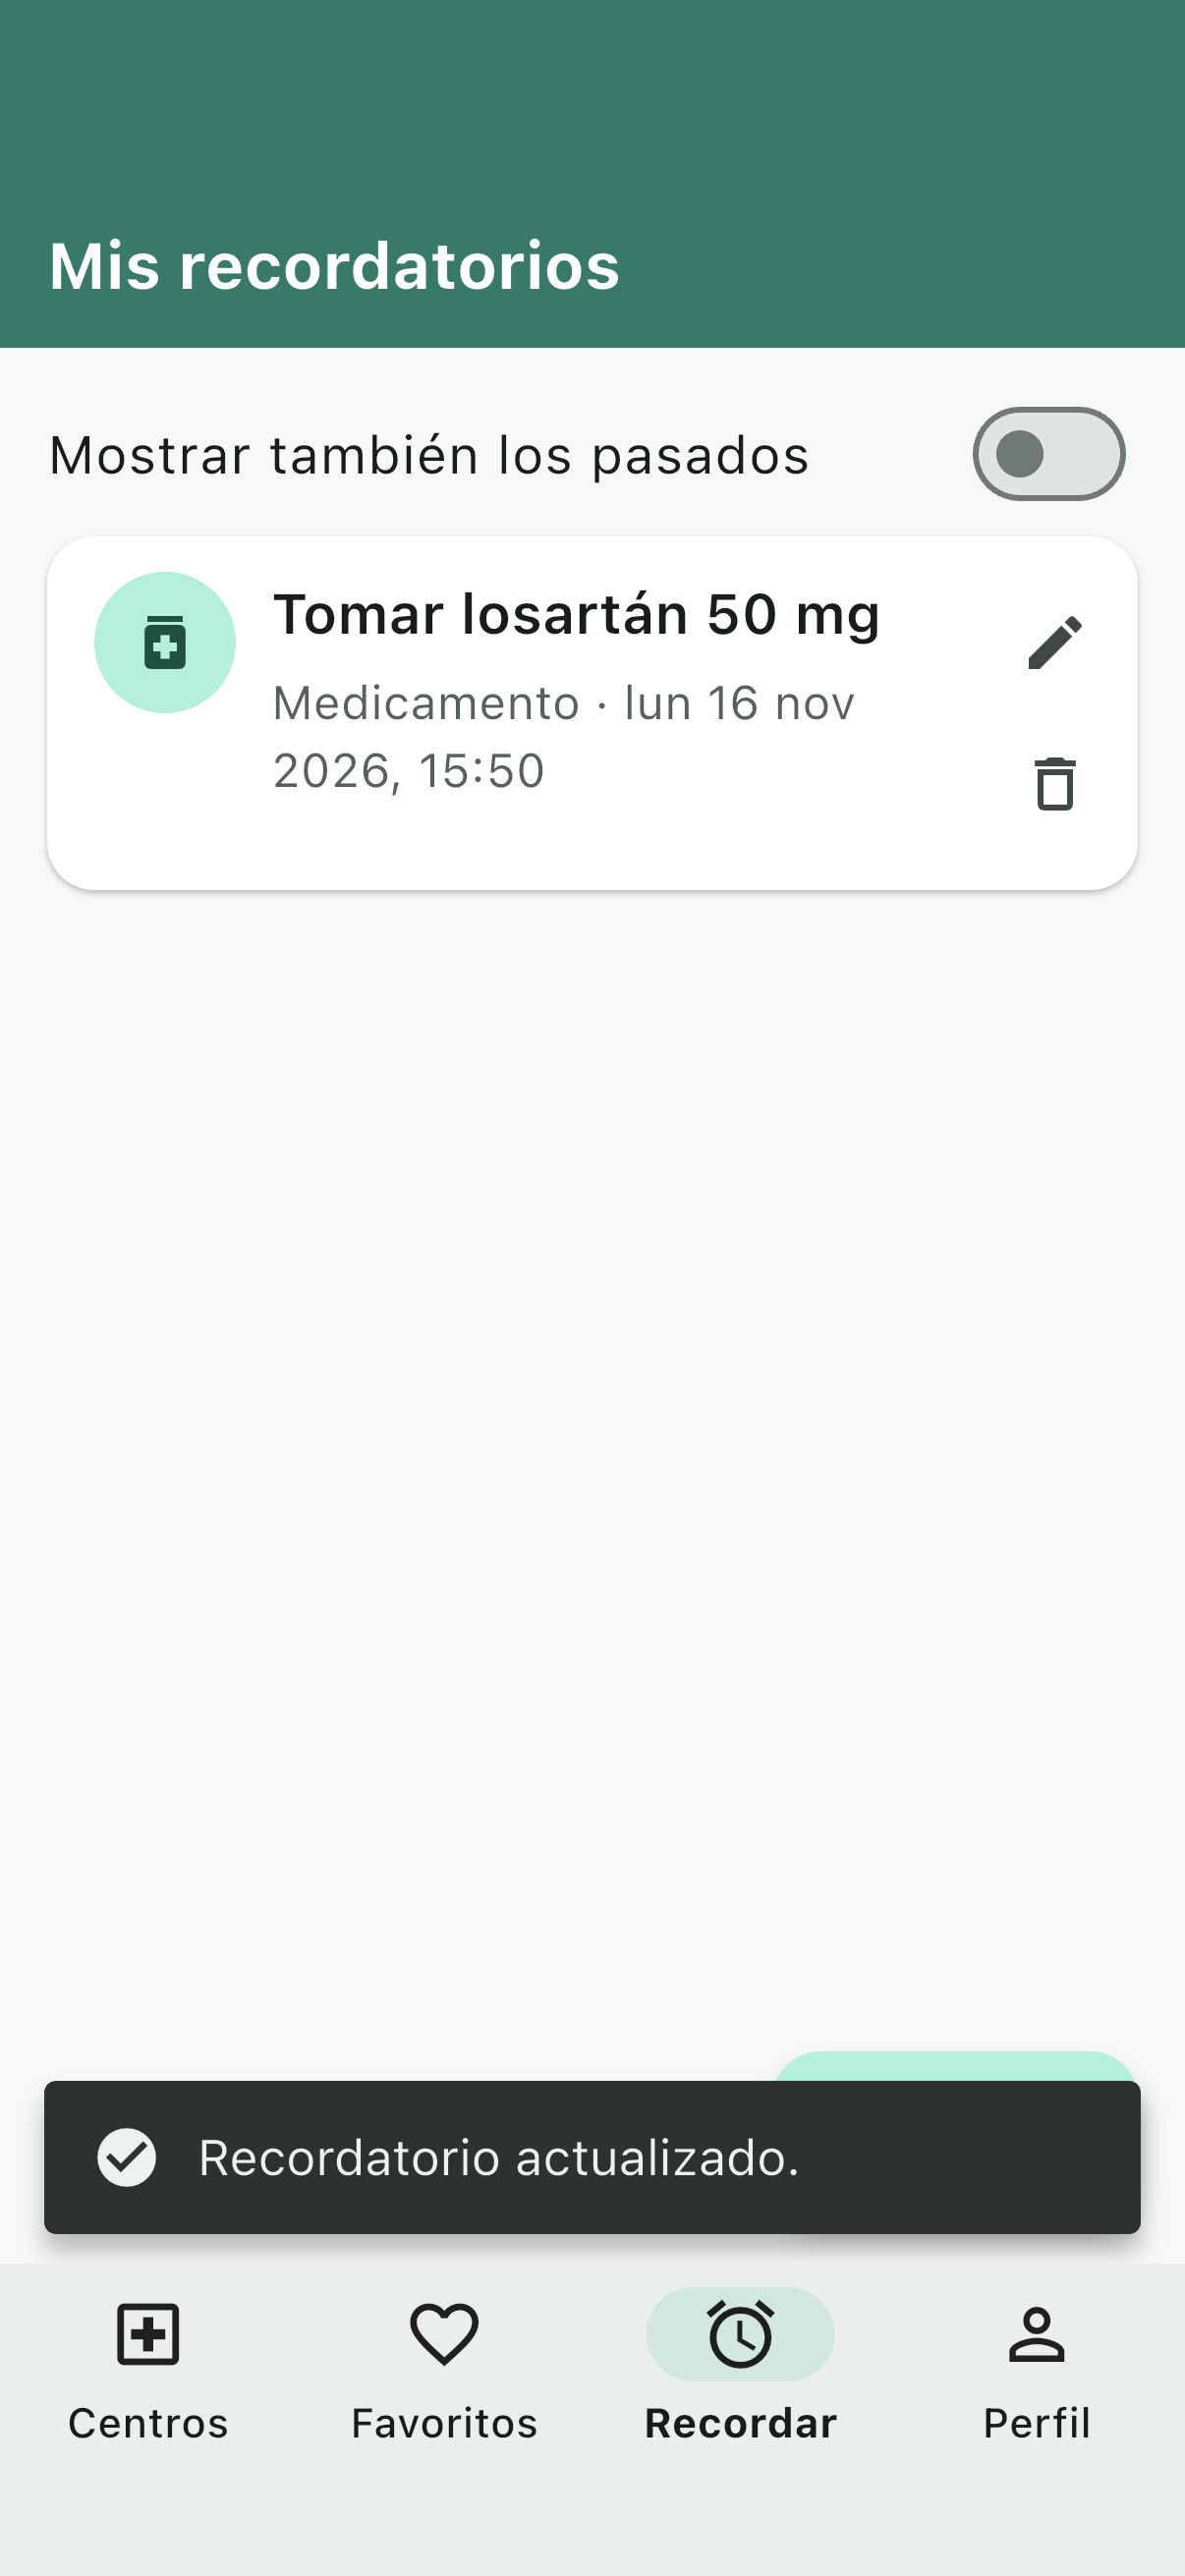 Mis recordatorios
Mostrar también los pasados
Tomar losartán 50 mg
Medicamento · lun 16 nov
2026, 15:50
Recordatorio actualizado.
Centros
Favoritos
Recordar
Perfil